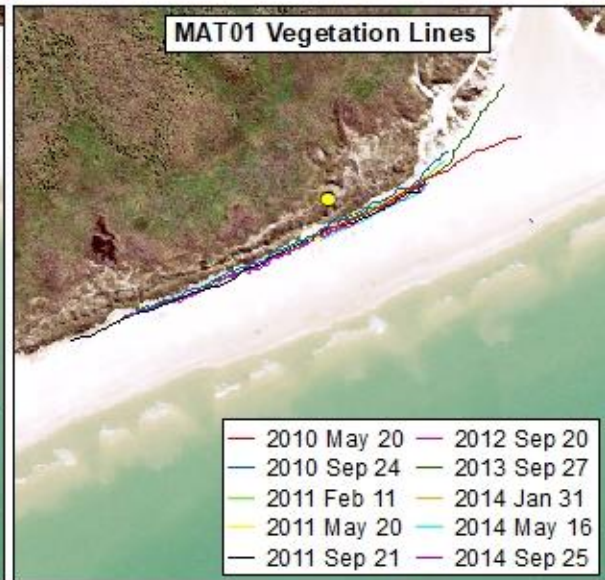 MAT01 Vegetation Lines
2010 May 20
2012 Sep 20
2010 Sep 24
2013 Sep 27
2011 Feb 11
2014 Jan 31
2011 May 20
2014 May 16
2011 Sep 21
2014 Sep 25